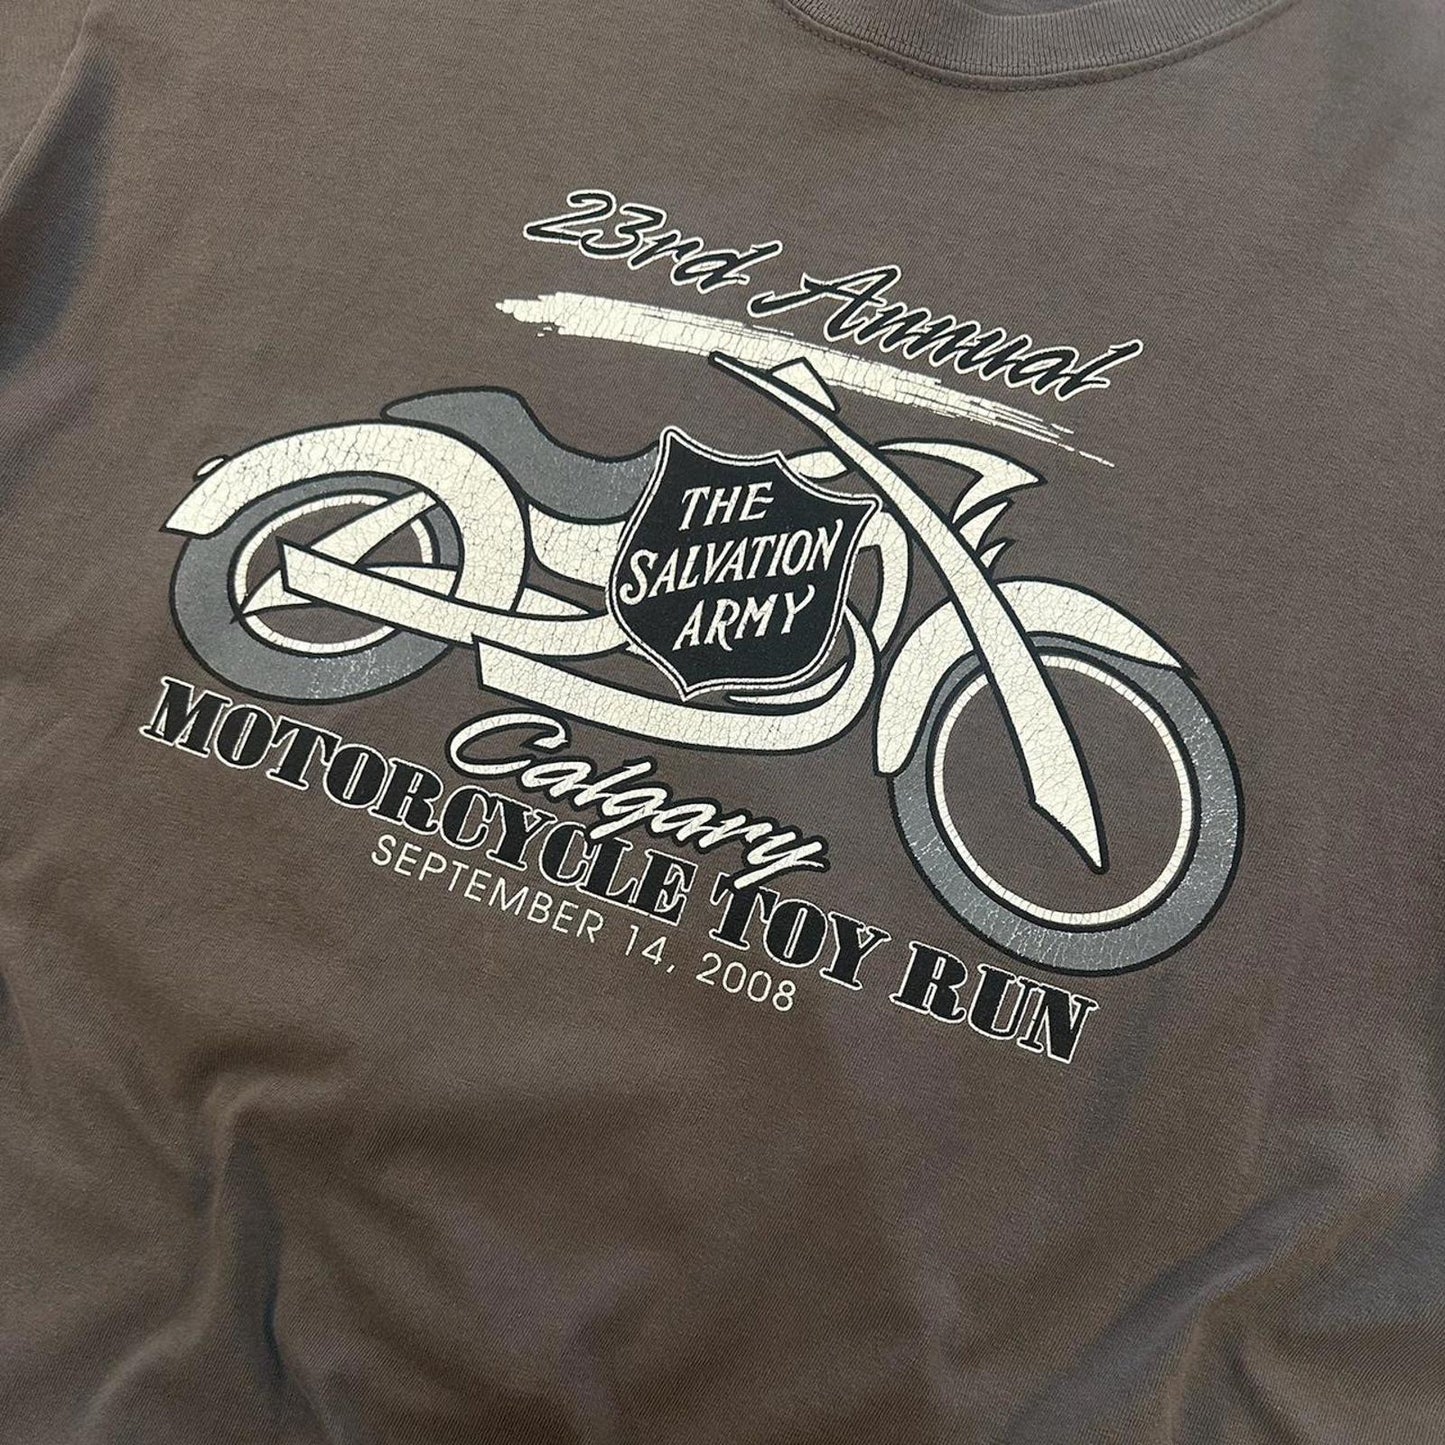 23rd Annual
THE
SALVATION
ARMY
Calgary
MOTORCYCLE TOY RUN
SEPTEMBER 14, 2008